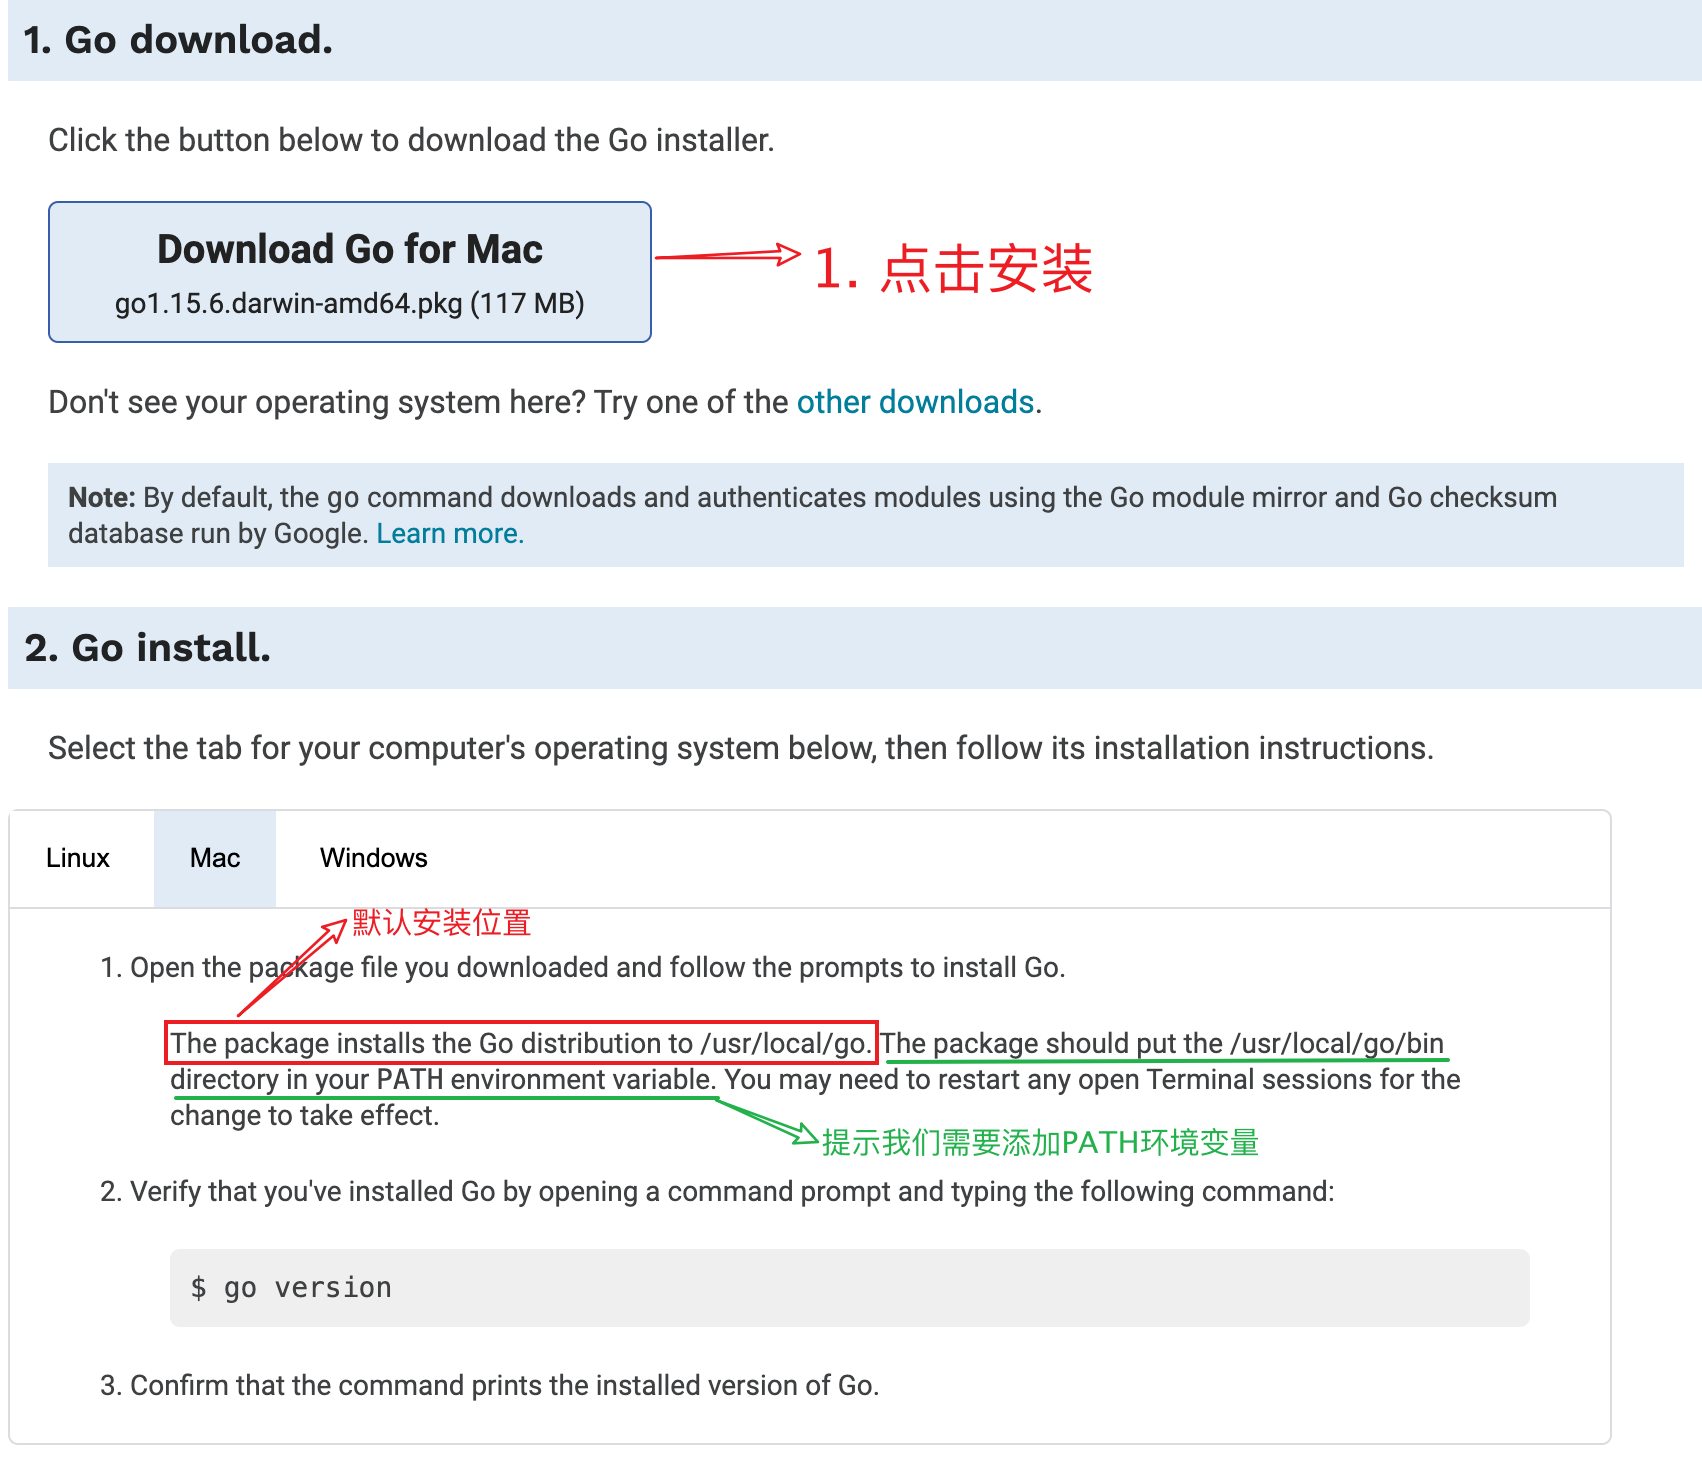 1. Go download.
Click the button below to download the Go installer.
Download Go for Mac
go1.15.6.darwin-amd64.pkg (117 MB)
1. 点击安装
Don't see your operating system here? Try one of the other downloads.
Note: By default, the go command downloads and authenticates modules using the Go module mirror and Go checksum
database run by Google. Learn more.
2. Go install.
Select the tab for your computer's operating system below, then follow its installation instructions.
Linux Mac Windows
默认安装位置
1. Open the package file you downloaded and follow the prompts to install Go.
The package installs the Go distribution to /usr/local/go. The package should put the /usr/local/go/bin
directory in your PATH environment variable. You may need to restart any open Terminal sessions for the
change to take effect.
提示我们需要添加PATH环境变量
2. Verify that you've installed Go by opening a command prompt and typing the following command:
$ go version
3. Confirm that the command prints the installed version of Go.